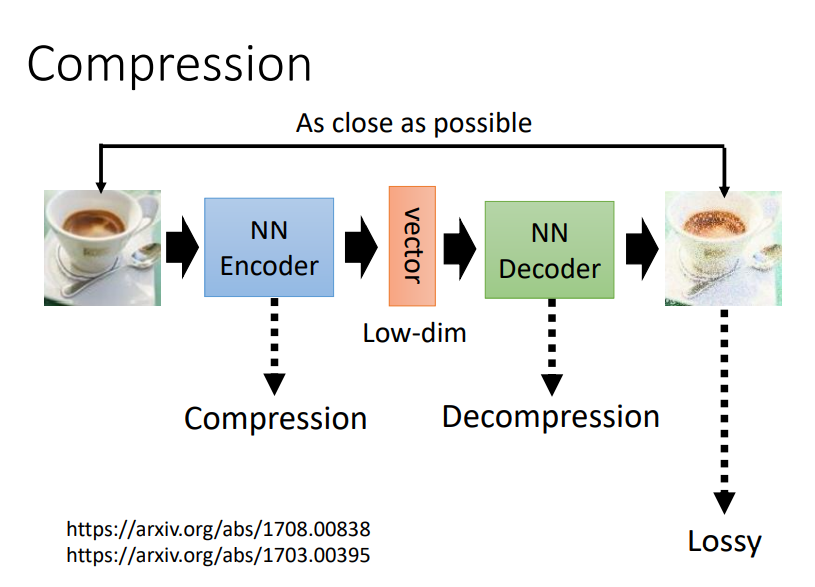 Compression
As close as possible
NN
Encoder
vector
NN
Decoder
Low-dim
Compression
Decompression
Lossy
https://arxiv.org/abs/1708.00838
https://arxiv.org/abs/1703.00395